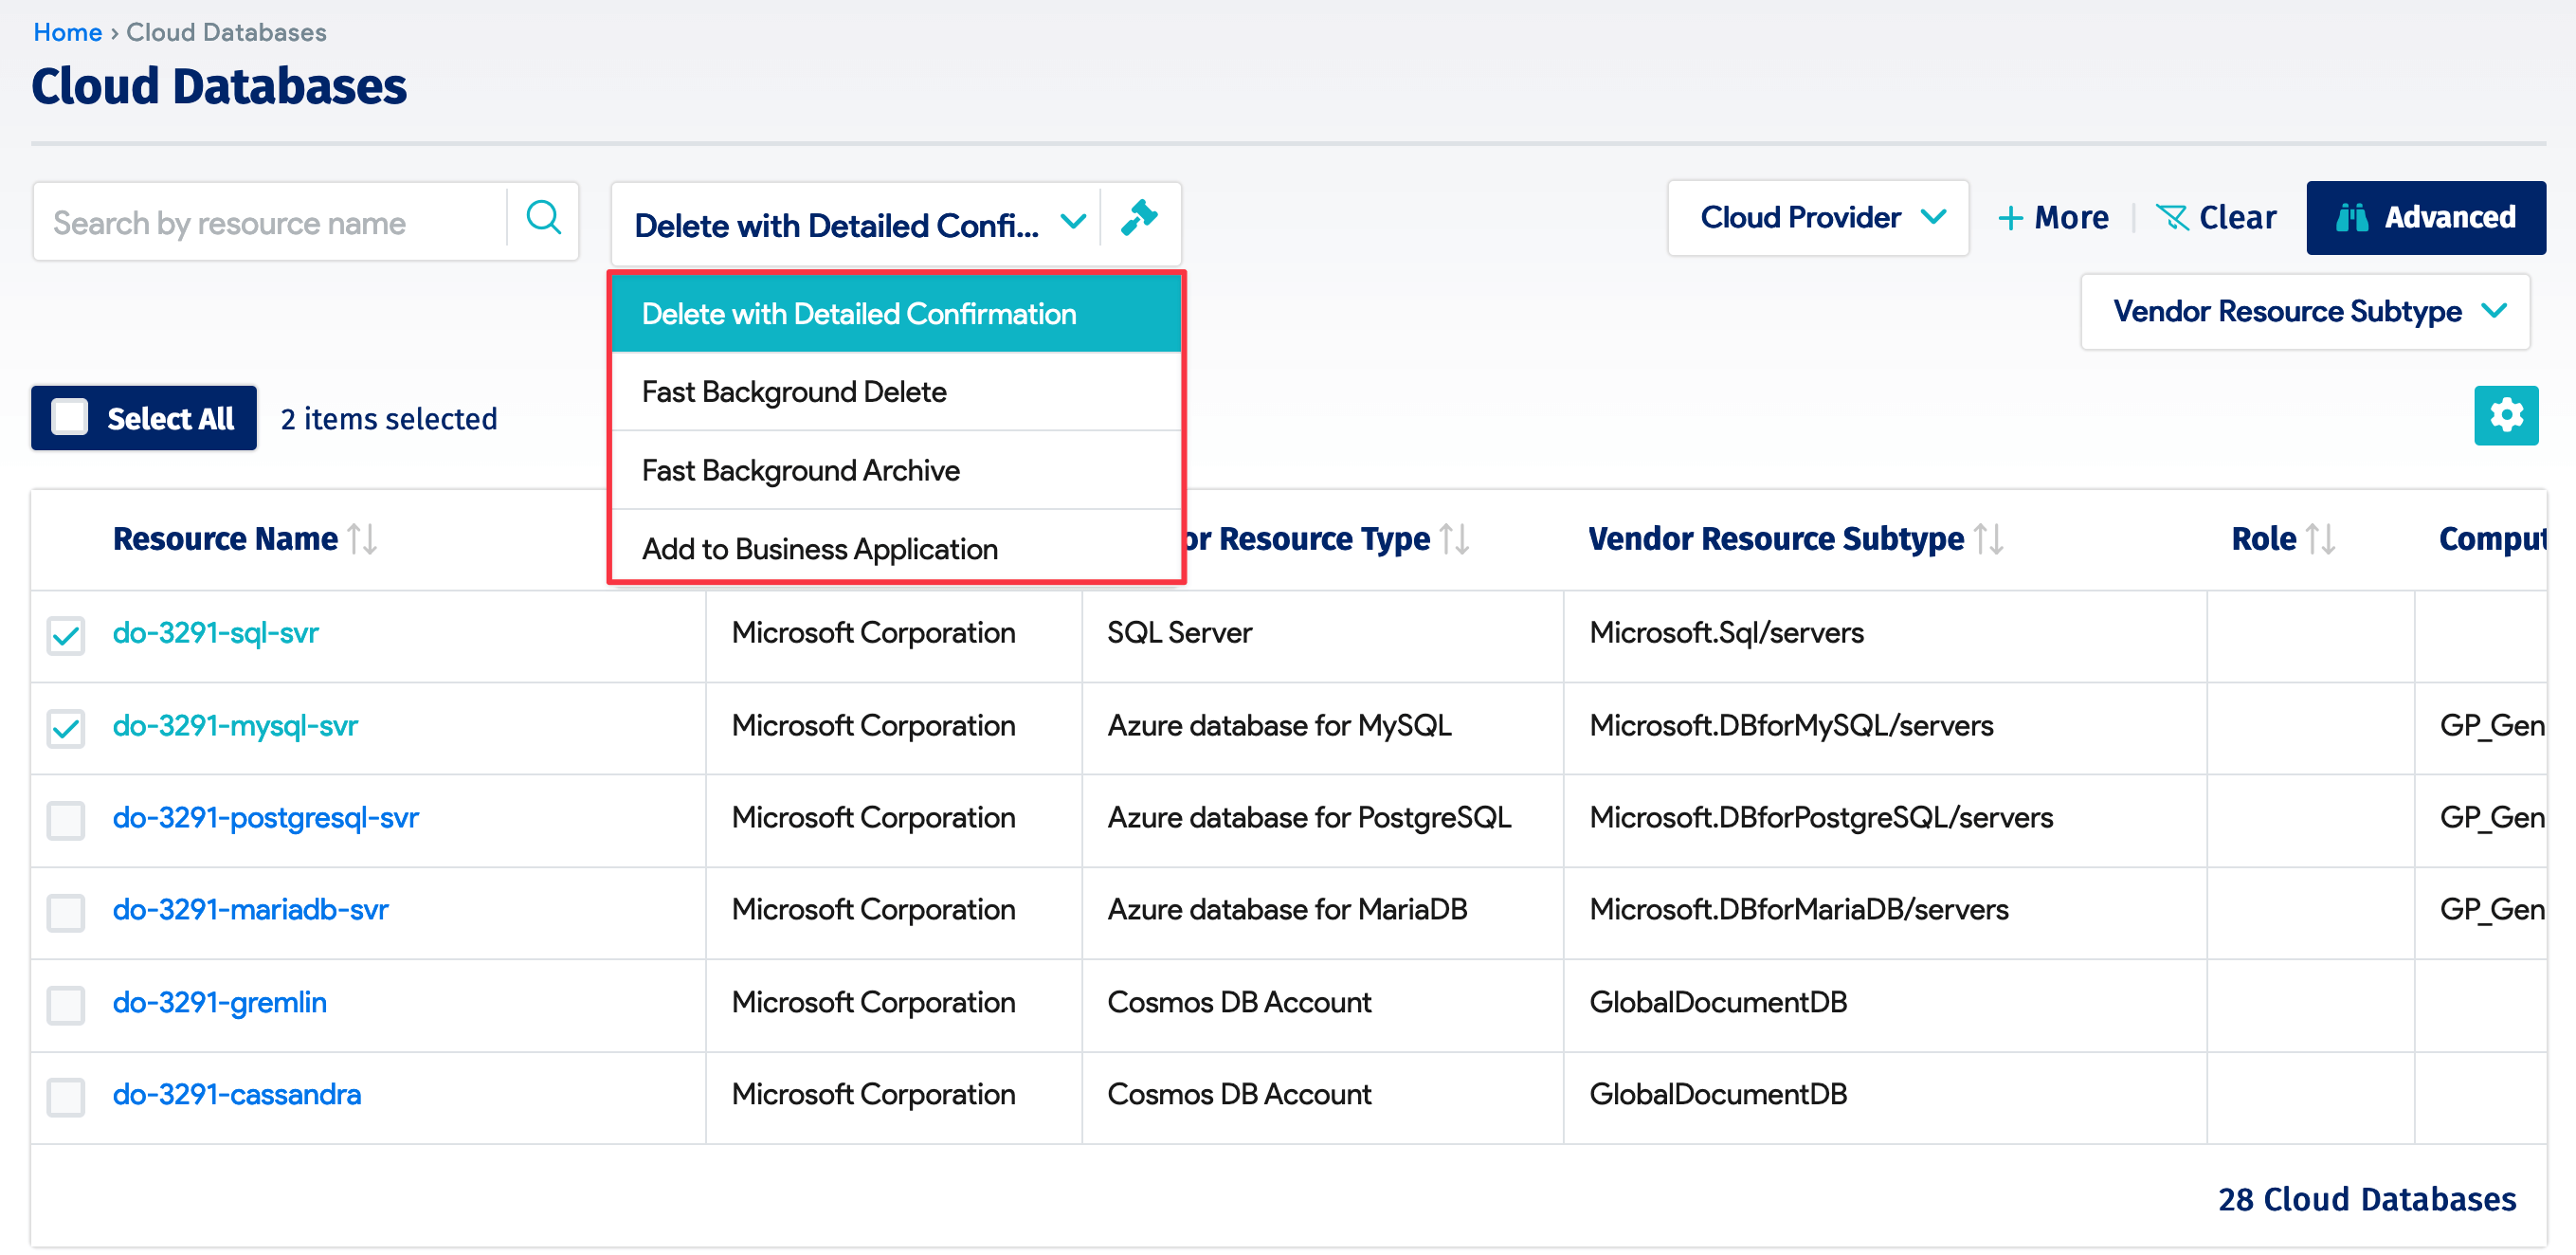 Home › Cloud Databases
Cloud Databases
Search by resource name
Delete with Detailed Confi...
Cloud Provider
+ More
Clear
Advanced
Delete with Detailed Confirmation
Vendor Resource Subtype
Fast Background Delete
Select All
2 items selected
Fast Background Archive
Add to Business Application
Resource Name
or Resource Type
Vendor Resource Subtype
Role
Comput
do-3291-sql-svr Microsoft Corporation SQL Server Microsoft.Sql/servers
do-3291-mysql-svr Microsoft Corporation Azure database for MySQL Microsoft.DBforMySQL/servers GP_Gen
do-3291-postgresql-svr Microsoft Corporation Azure database for PostgreSQL Microsoft.DBforPostgreSQL/servers GP_Gen
do-3291-mariadb-svr Microsoft Corporation Azure database for MariaDB Microsoft.DBforMariaDB/servers GP_Gen
do-3291-gremlin Microsoft Corporation Cosmos DB Account GlobalDocumentDB
do-3291-cassandra Microsoft Corporation Cosmos DB Account GlobalDocumentDB
28 Cloud Databases